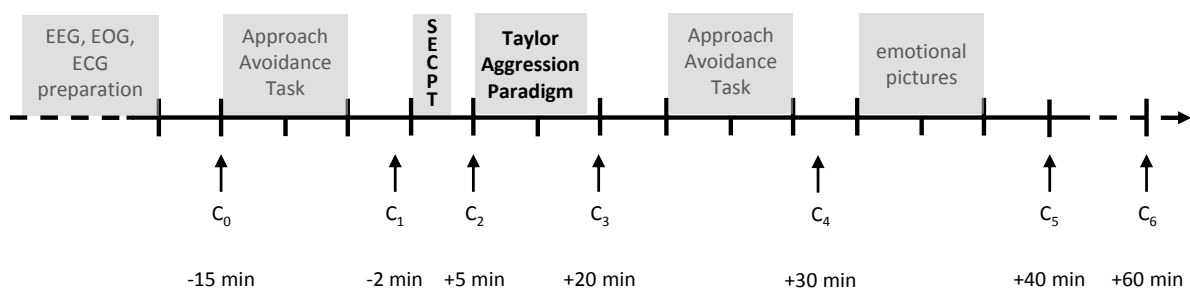 EEG, EOG,
ECG
preparation
Approach
Avoidance
Task
S
E
C
P
T
Taylor
Aggression
Paradigm
Approach
Avoidance
Task
emotional
pictures
C0
C1
C2
C3
C4
C5
C6
-15 min
-2 min
+5 min
+20 min
+30 min
+40 min
+60 min